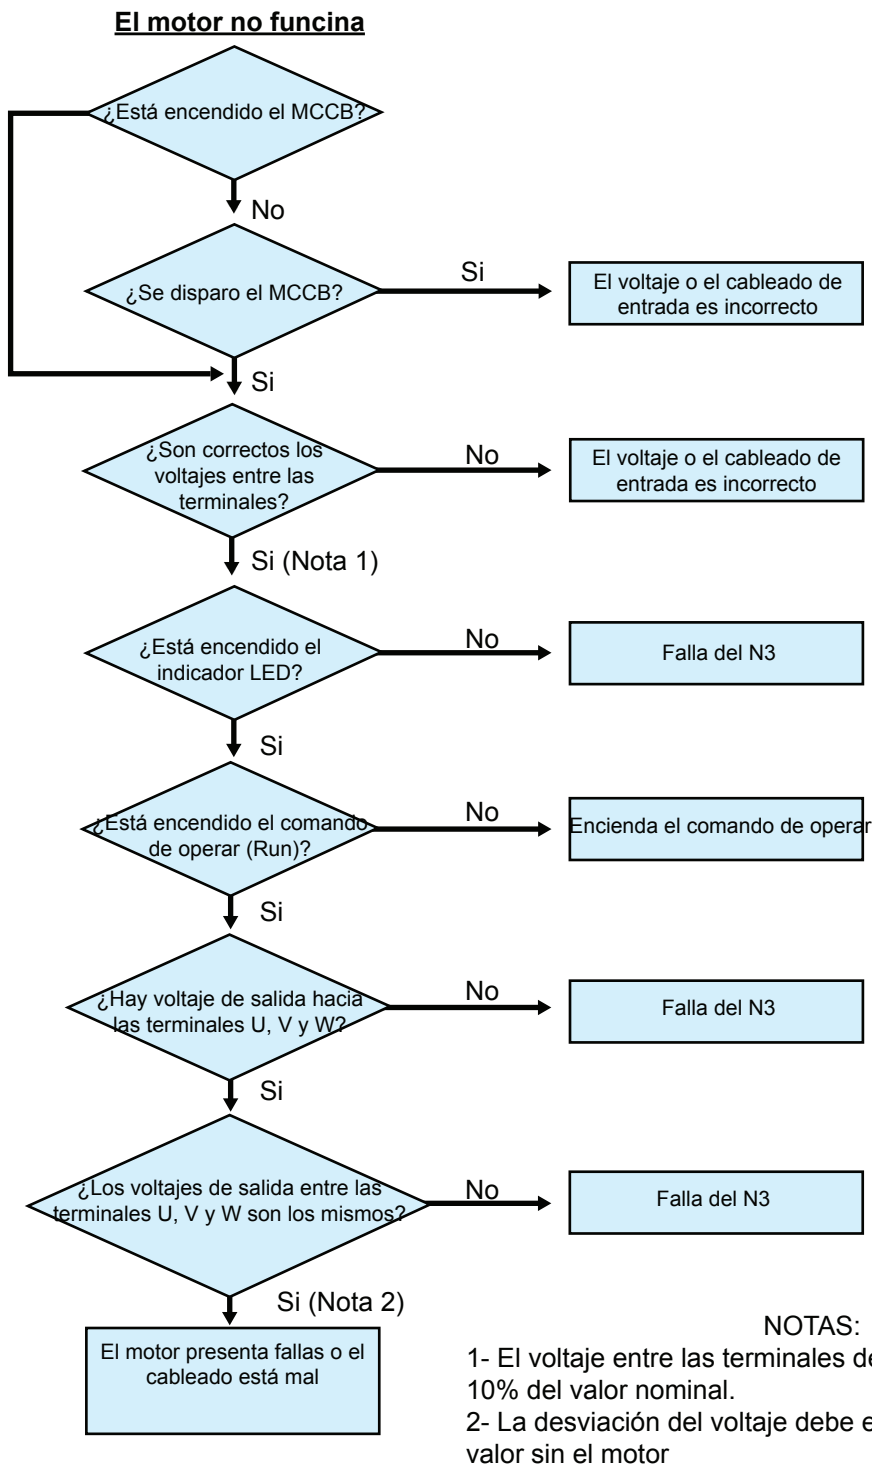 El motor no funcina
¿Está encendido el MCCB?
No
¿Se disparo el MCCB?
Si
El voltaje o el cableado de
entrada es incorrecto
Si
¿Son correctos los
voltajes entre las
terminales?
No
El voltaje o el cableado de
entrada es incorrecto
Si (Nota 1)
¿Está encendido el
indicador LED?
No
Falla del N3
Si
¿Está encendido el comando
de operar (Run)?
No
Encienda el comando de operar
Si
¿Hay voltaje de salida hacia
las terminales U, V y W?
No
Falla del N3
Si
¿Los voltajes de salida entre las
terminales U, V y W son los mismos?
No
Falla del N3
Si (Nota 2)
El motor presenta fallas o el
cableado está mal
NOTAS:
1- El voltaje entre las terminales de
10% del valor nominal.
2- La desviación del voltaje debe e
valor sin el motor